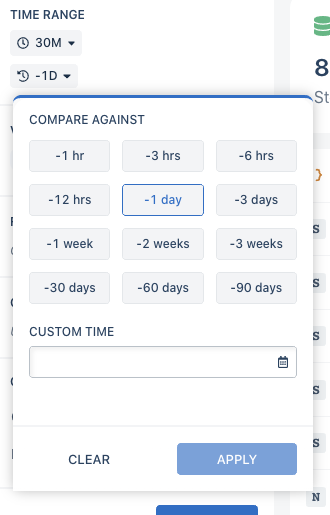 TIME RANGE
30M
-1D
8
St
COMPARE AGAINST
-1 hr
-3 hrs
-6 hrs
}
-12 hrs
-1 day
-3 days
S
-1 week
-2 weeks
-3 weeks
S
-30 days
-60 days
-90 days
S
CUSTOM TIME
S
S
CLEAR
APPLY
N